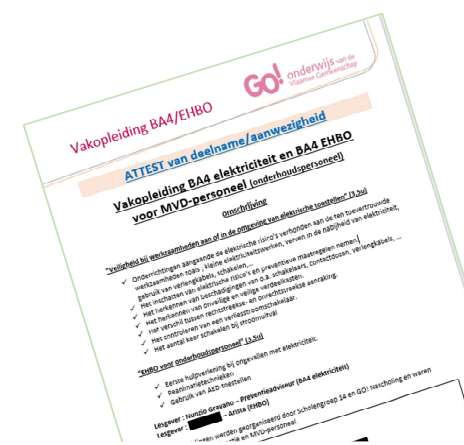 Vakopleiding BA4/EHBO
GO! onderwijs van de
Vlaamse Gemeenschap
ATTEST van deelname/aanwezigheid
Vakopleiding BA4 elektriciteit en BA4 EHBO
voor MVD-personeel (onderhoudspersoneel)
Omschrijving
"Veiligheid bij werkzaamheden aan of in de omgeving van elektrische toestellen" (3,5u)
✓ Onderrichtingen aangaande de elektrische risico's verbonden aan de ten toevertrouwde
werkzaamheden zoals , kleine elektriciteitswerken, verven in de nabijheid van elektriciteit,
gebruik van verlengkabels, schakelen,...
✓ Het inschatten van elektrische risico's en preventieve maatregelen nemen
✓ Het herkennen van beschadigingen van o.a. schakelaars, contactdozen, verlengkabels, ...
✓ Het herkennen van onveilige en veilige verdeelkasten.
✓ Het verschil tussen rechtstreekse- en onrechtstreekse aanraking.
✓ Het controleren van een verliesstroomschakelaar.
✓ Het aantal keer schakelen bij stroomuitval
"EHBO voor onderhoudspersoneel" (3,5u)
✓ Eerste hulpverlening bij ongevallen met elektriciteit.
✓ Reanimatietechnieken
✓ Gebruik van AED toestellen
Lesgever : Nunzio Gravano – Preventieadviseur (BA4 elektriciteit)
Lesgever : - Arista (EHBO)
werden georganiseerd door Scholengroep 14 en GO! Nascholing en waren
en MVD-personeel